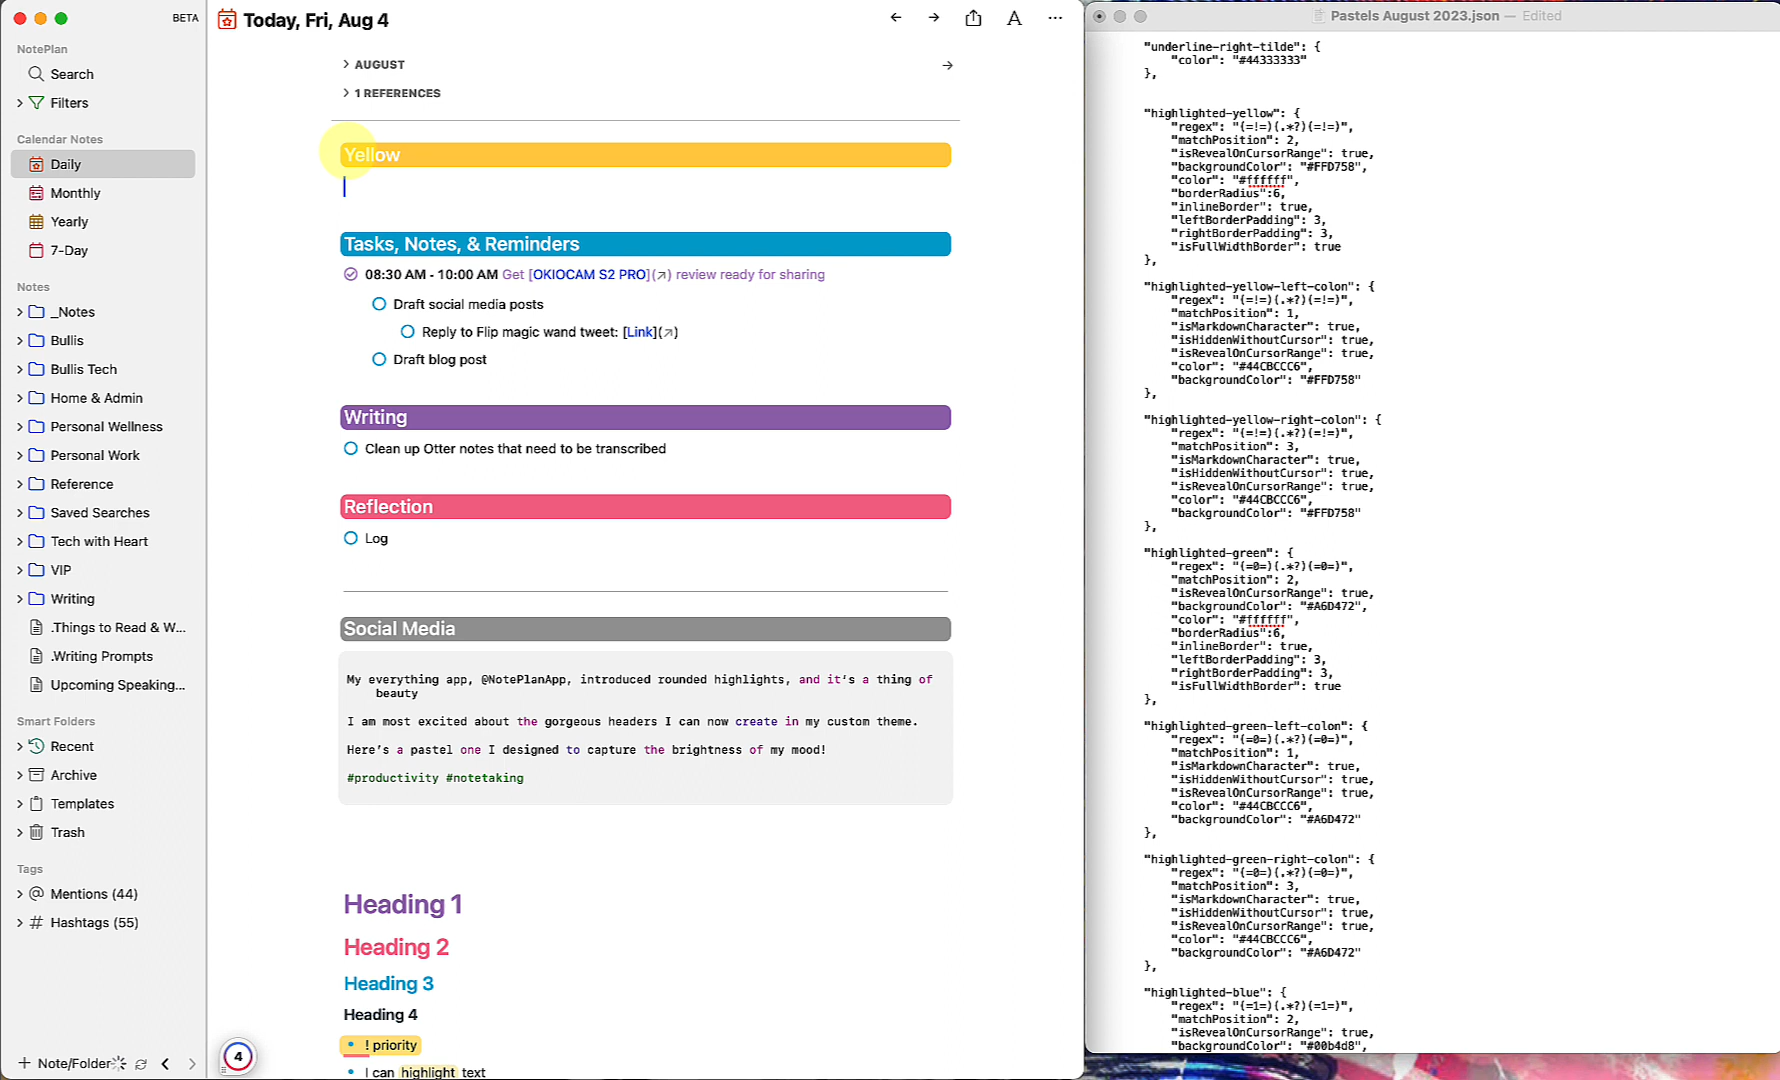 BETA
NotePlan
Search
Filters
Calendar Notes
Daily
Monthly
Yearly
7-Day
Notes
_Notes
Bullis
Bullis Tech
Home & Admin
Personal Wellness
Personal Work
Reference
Saved Searches
Tech with Heart
VIP
Writing
.Things to Read & W...
.Writing Prompts
Upcoming Speaking...
Smart Folders
Recent
Archive
Templates
Trash
Tags
Mentions (44)
Hashtags (55)
+ Note/Folder
Today, Fri, Aug 4
AUGUST
1 REFERENCES
Yellow
Tasks, Notes, & Reminders
08:30 AM - 10:00 AM Get [OKIOCAM S2 PRO](↗) review ready for sharing
Draft social media posts
Reply to Flip magic wand tweet: [Link](↗)
Draft blog post
Writing
Clean up Otter notes that need to be transcribed
Reflection
Log
Social Media
My everything app, @NotePlanApp, introduced rounded highlights, and it's a thing of
beauty
I am most excited about the gorgeous headers I can now create in my custom theme.
Here's a pastel one I designed to capture the brightness of my mood!
#productivity #notetaking
Heading 1
Heading 2
Heading 3
Heading 4
• ! priority
• I can highlight text
4
Pastels August 2023.json — Edited
"underline-right-tilde": {
"color": "#44333333"
},
"highlighted-yellow": {
"regex": "(=!=)(.*?)(=!=)",
"matchPosition": 2,
"isRevealOnCursorRange": true,
"backgroundColor": "#FFD758",
"color": "#ffffff",
"borderRadius":6,
"inlineBorder": true,
"leftBorderPadding": 3,
"rightBorderPadding": 3,
"isFullWidthBorder": true
},
"highlighted-yellow-left-colon": {
"regex": "(=!=)(.*?)(=!=)",
"matchPosition": 1,
"isMarkdownCharacter": true,
"isHiddenWithoutCursor": true,
"isRevealOnCursorRange": true,
"color": "#44CBCCC6",
"backgroundColor": "#FFD758"
},
"highlighted-yellow-right-colon": {
"regex": "(=!=)(.*?)(=!=)",
"matchPosition": 3,
"isMarkdownCharacter": true,
"isHiddenWithoutCursor": true,
"isRevealOnCursorRange": true,
"color": "#44CBCCC6",
"backgroundColor": "#FFD758"
},
"highlighted-green": {
"regex": "(=0=)(.*?)(=0=)",
"matchPosition": 2,
"isRevealOnCursorRange": true,
"backgroundColor": "#A6D472",
"color": "#ffffff",
"borderRadius":6,
"inlineBorder": true,
"leftBorderPadding": 3,
"rightBorderPadding": 3,
"isFullWidthBorder": true
},
"highlighted-green-left-colon": {
"regex": "(=0=)(.*?)(=0=)",
"matchPosition": 1,
"isMarkdownCharacter": true,
"isHiddenWithoutCursor": true,
"isRevealOnCursorRange": true,
"color": "#44CBCCC6",
"backgroundColor": "#A6D472"
},
"highlighted-green-right-colon": {
"regex": "(=0=)(.*?)(=0=)",
"matchPosition": 3,
"isMarkdownCharacter": true,
"isHiddenWithoutCursor": true,
"isRevealOnCursorRange": true,
"color": "#44CBCCC6",
"backgroundColor": "#A6D472"
},
"highlighted-blue": {
"regex": "(=1=)(.*?)(=1=)",
"matchPosition": 2,
"isRevealOnCursorRange": true,
"backgroundColor": "#00b4d8",